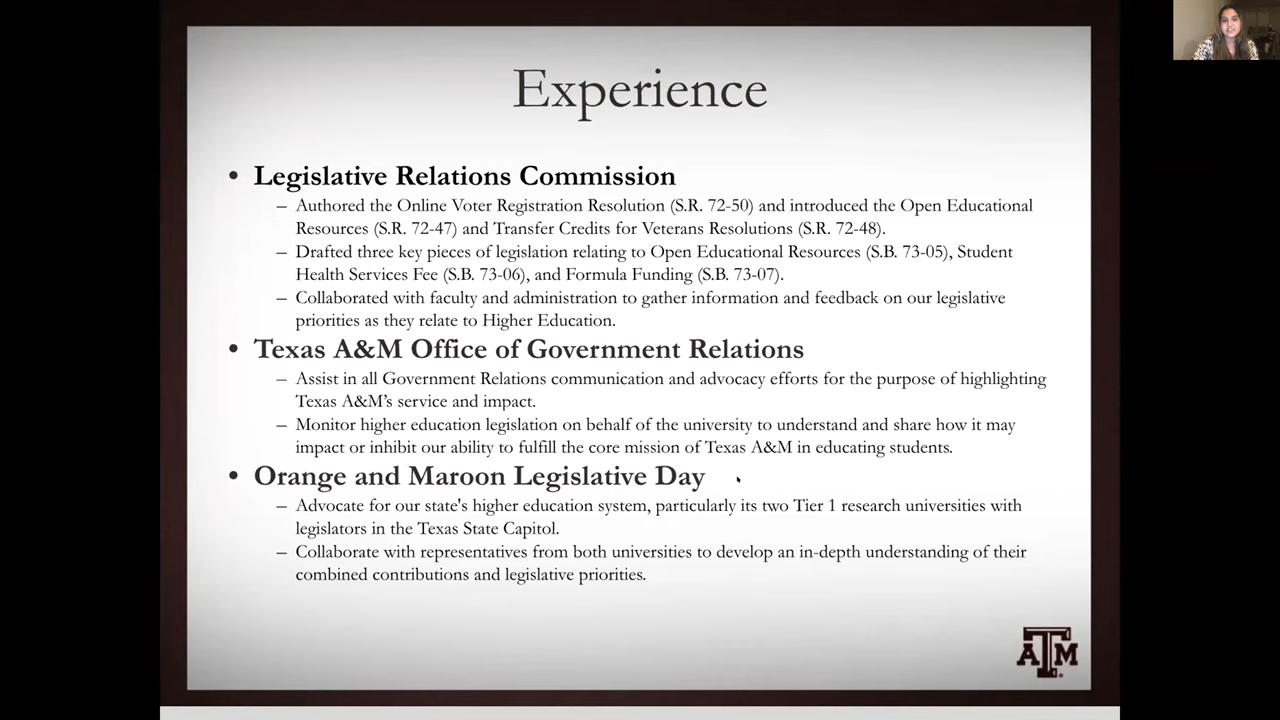 Experience
• Legislative Relations Commission
– Authored the Online Voter Registration Resolution (S.R. 72-50) and introduced the Open Educational
Resources (S.R. 72-47) and Transfer Credits for Veterans Resolutions (S.R. 72-48).
– Drafted three key pieces of legislation relating to Open Educational Resources (S.B. 73-05), Student
Health Services Fee (S.B. 73-06), and Formula Funding (S.B. 73-07).
– Collaborated with faculty and administration to gather information and feedback on our legislative
priorities as they relate to Higher Education.
• Texas A&M Office of Government Relations
– Assist in all Government Relations communication and advocacy efforts for the purpose of highlighting
Texas A&M’s service and impact.
– Monitor higher education legislation on behalf of the university to understand and share how it may
impact or inhibit our ability to fulfill the core mission of Texas A&M in educating students.
• Orange and Maroon Legislative Day
– Advocate for our state's higher education system, particularly its two Tier 1 research universities with
legislators in the Texas State Capitol.
– Collaborate with representatives from both universities to develop an in-depth understanding of their
combined contributions and legislative priorities.
ATM